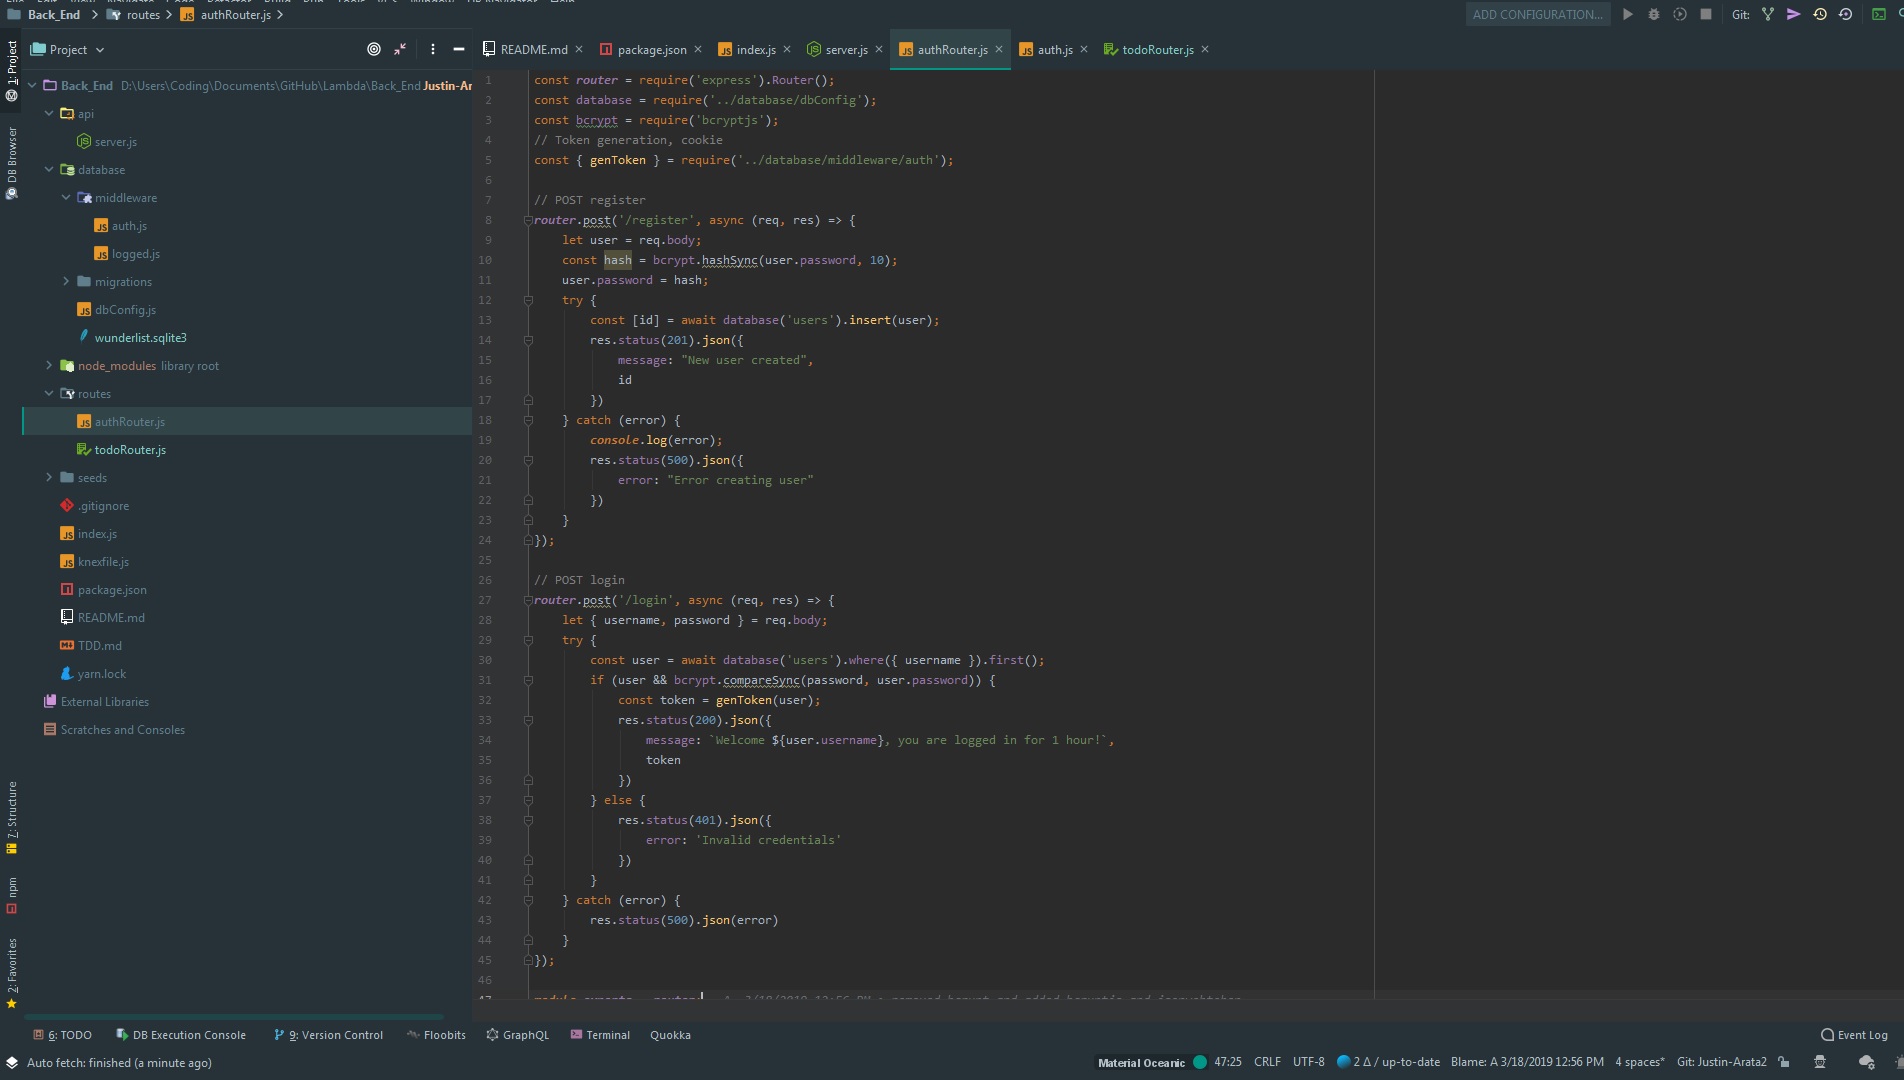 Back_End > routes > authRouter.js >
ADD CONFIGURATION...
Git:
Project
README.md
package.json
index.js
server.js
authRouter.js
auth.js
todoRouter.js
1: Project
DB Browser
7: Structure
npm
2: Favorites
Back_End D:\Users\Coding\Documents\GitHub\Lambda\Back_End Justin-Ar
api
server.js
database
middleware
auth.js
logged.js
migrations
dbConfig.js
wunderlist.sqlite3
node_modules library root
routes
authRouter.js
todoRouter.js
seeds
.gitignore
index.js
knexfile.js
package.json
README.md
TDD.md
yarn.lock
External Libraries
Scratches and Consoles
1 const router = require('express').Router();
2 const database = require('../database/dbConfig');
3 const bcrypt = require('bcryptjs');
4 // Token generation, cookie
5 const { genToken } = require('../database/middleware/auth');
6
7 // POST register
8 router.post('/register', async (req, res) => {
9 let user = req.body;
10 const hash = bcrypt.hashSync(user.password, 10);
11 user.password = hash;
12 try {
13 const [id] = await database('users').insert(user);
14 res.status(201).json({
15 message: "New user created",
16 id
17 })
18 } catch (error) {
19 console.log(error);
20 res.status(500).json({
21 error: "Error creating user"
22 })
23 }
24 });
25
26 // POST login
27 router.post('/login', async (req, res) => {
28 let { username, password } = req.body;
29 try {
30 const user = await database('users').where({ username }).first();
31 if (user && bcrypt.compareSync(password, user.password)) {
32 const token = genToken(user);
33 res.status(200).json({
34 message: `Welcome ${user.username}, you are logged in for 1 hour!`,
35 token
36 })
37 } else {
38 res.status(401).json({
39 error: 'Invalid credentials'
40 })
41 }
42 } catch (error) {
43 res.status(500).json(error)
44 }
45 });
46
6: TODO
DB Execution Console
9: Version Control
Floobits
GraphQL
Terminal
Quokka
Event Log
Auto fetch: finished (a minute ago)
Material Oceanic
47:25
CRLF
UTF-8
2 Δ / up-to-date
Blame: A 3/18/2019 12:56 PM
4 spaces*
Git: Justin-Arata2